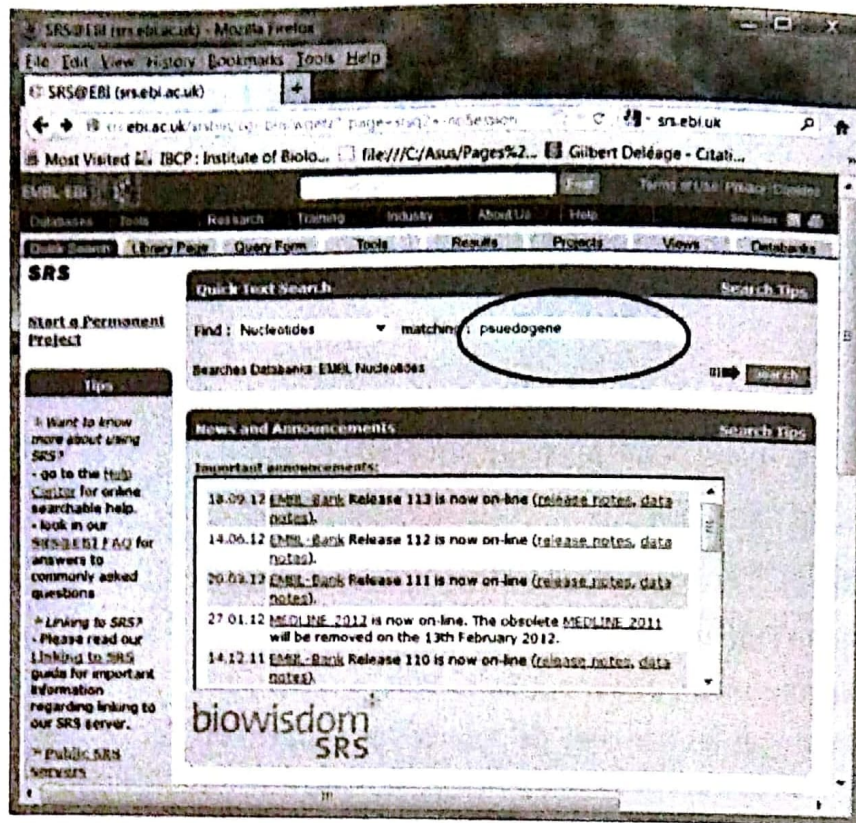 SRS@EBI (srs.ebi.ac.uk) - Mozilla Firefox
File Edit View History Bookmarks Tools Help
SRS@EBI (srs.ebi.ac.uk)
srs.ebi.uk
Most Visited IBCP : Institute of Biolo... file:///C:/Asus/Pages%2... Gilbert Deléage - Citati...
EMBL-EBI Find Terms of Use Privacy Cookies
Databases Tools Research Training Industry About Us Help Site Index
Quick Search Library Page Query Form Tools Results Projects Views Databanks
SRS
Start a Permanent
Project
Tips
Want to know
more about using
SRS?
- go to the Help
Center for online
searchable help.
- look in our
SRS@EBI FAQ for
answers to
commonly asked
questions
Linking to SRS?
- Please read our
Linking to SRS
guide for important
information
regarding linking to
our SRS server.
Public SRS
Servers
Quick Text Search Search Tips
Find : Nucleotides matching : psuedogene
Searches Databanks: EMBL Nucleotides search
News and Announcements Search Tips
Important announcements:
18.09.12 EMBL-Bank Release 113 is now on-line (release notes, data
notes).
14.06.12 EMBL-Bank Release 112 is now on-line (release notes, data
notes).
20.03.12 EMBL-Bank Release 111 is now on-line (release notes, data
notes).
27.01.12 MEDLINE 2012 is now on-line. The obsolete MEDLINE 2011
will be removed on the 13th February 2012.
14.12.11 EMBL-Bank Release 110 is now on-line (release notes, data
notes).
biowisdom
SRS